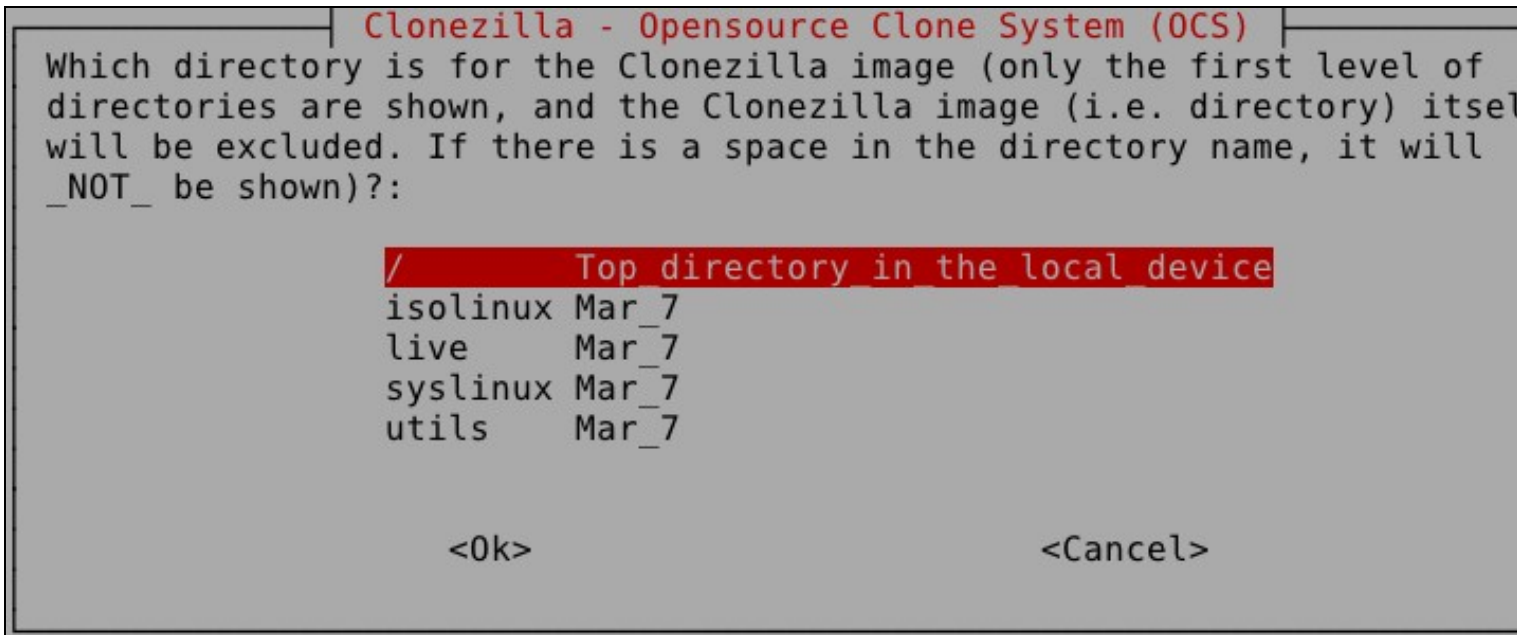 Clonezilla - Opensource Clone System (OCS)
Which directory is for the Clonezilla image (only the first level of
directories are shown, and the Clonezilla image (i.e. directory) itsel
will be excluded. If there is a space in the directory name, it will
_NOT_ be shown)?:
/ Top_directory_in_the_local_device
isolinux Mar_7
live Mar_7
syslinux Mar_7
utils Mar_7
<Ok> <Cancel>